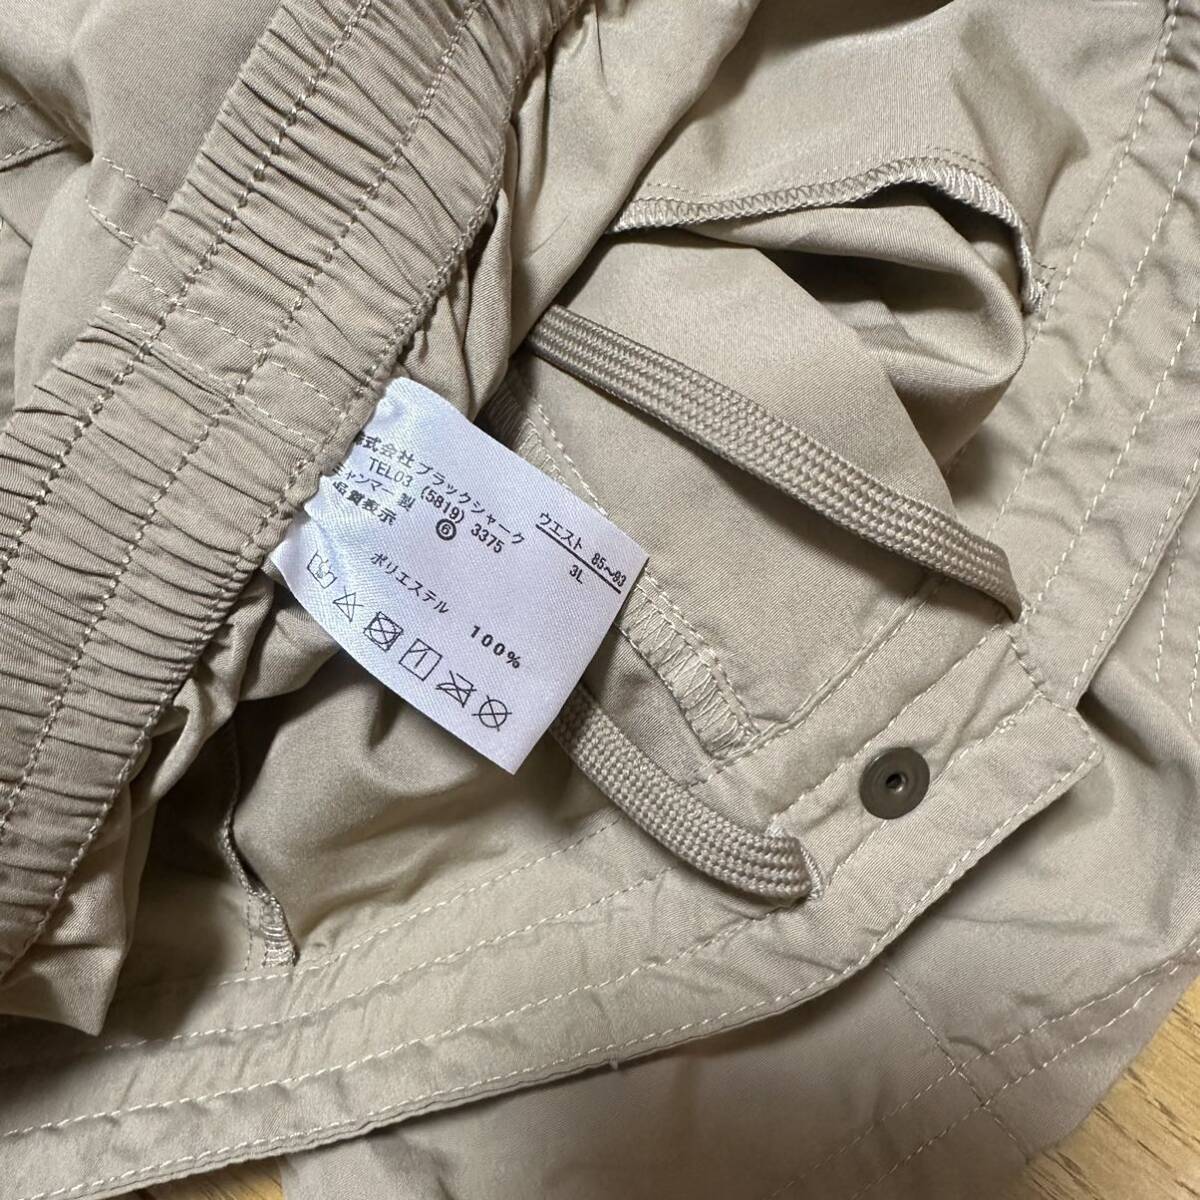 ウエスト 85～93
3L
ポリエステル 100%
品質表示 ⑥
ミャンマー製
TEL03 (5819) 3375
株式会社 ブラックシャーク